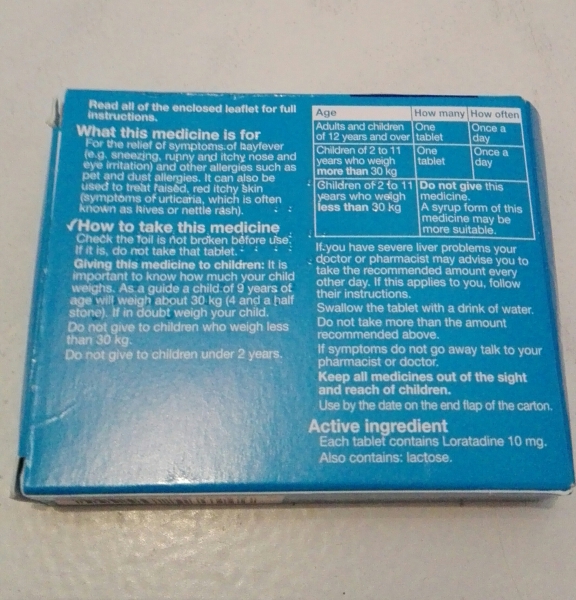 Read all of the enclosed leaflet for full
instructions.
What this medicine is for
For the relief of symptoms of hayfever
(e.g. sneezing, runny and itchy nose and
eye irritation) and other allergies such as
pet and dust allergies. It can also be
used to treat raised, red itchy skin
(symptoms of urticaria, which is often
known as hives or nettle rash).
✓How to take this medicine
Check the foil is not broken before use.
If it is, do not take that tablet.
Giving this medicine to children: It is
important to know how much your child
weighs. As a guide a child of 9 years of
age will weigh about 30 kg (4 and a half
stone). If in doubt weigh your child.
Do not give to children who weigh less
than 30 kg.
Do not give to children under 2 years.
Age How many How often
Adults and children One Once a
of 12 years and over tablet day
Children of 2 to 11 One Once a
years who weigh tablet day
more than 30 kg
Children of 2 to 11 Do not give this
years who weigh medicine.
less than 30 kg A syrup form of this
medicine may be
more suitable.
If you have severe liver problems your
doctor or pharmacist may advise you to
take the recommended amount every
other day. If this applies to you, follow
their instructions.
Swallow the tablet with a drink of water.
Do not take more than the amount
recommended above.
If symptoms do not go away talk to your
pharmacist or doctor.
Keep all medicines out of the sight
and reach of children.
Use by the date on the end flap of the carton.
Active ingredient
Each tablet contains Loratadine 10 mg.
Also contains: lactose.